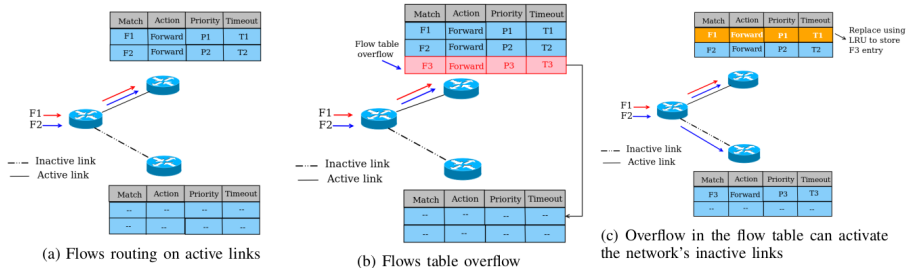 Match Action Priority Timeout
F1 Forward P1 T1
F2 Forward P2 T2
F1
F2
Inactive link
Active link
Match Action Priority Timeout
-- -- -- --
-- -- -- --
(a) Flows routing on active links
Match Action Priority Timeout
F1 Forward P1 T1
F2 Forward P2 T2
F3 Forward P3 T3
Flow table
overflow
F1
F2
Inactive link
Active link
Match Action Priority Timeout
-- -- -- --
-- -- -- --
(b) Flows table overflow
Match Action Priority Timeout
F1 Forward P1 T1
F2 Forward P2 T2
Replace using
LRU to store
F3 entry
F1
F2
Inactive link
Active link
Match Action Priority Timeout
F3 Forward P3 T3
-- -- -- --
(c) Overflow in the flow table can activate
the network's inactive links